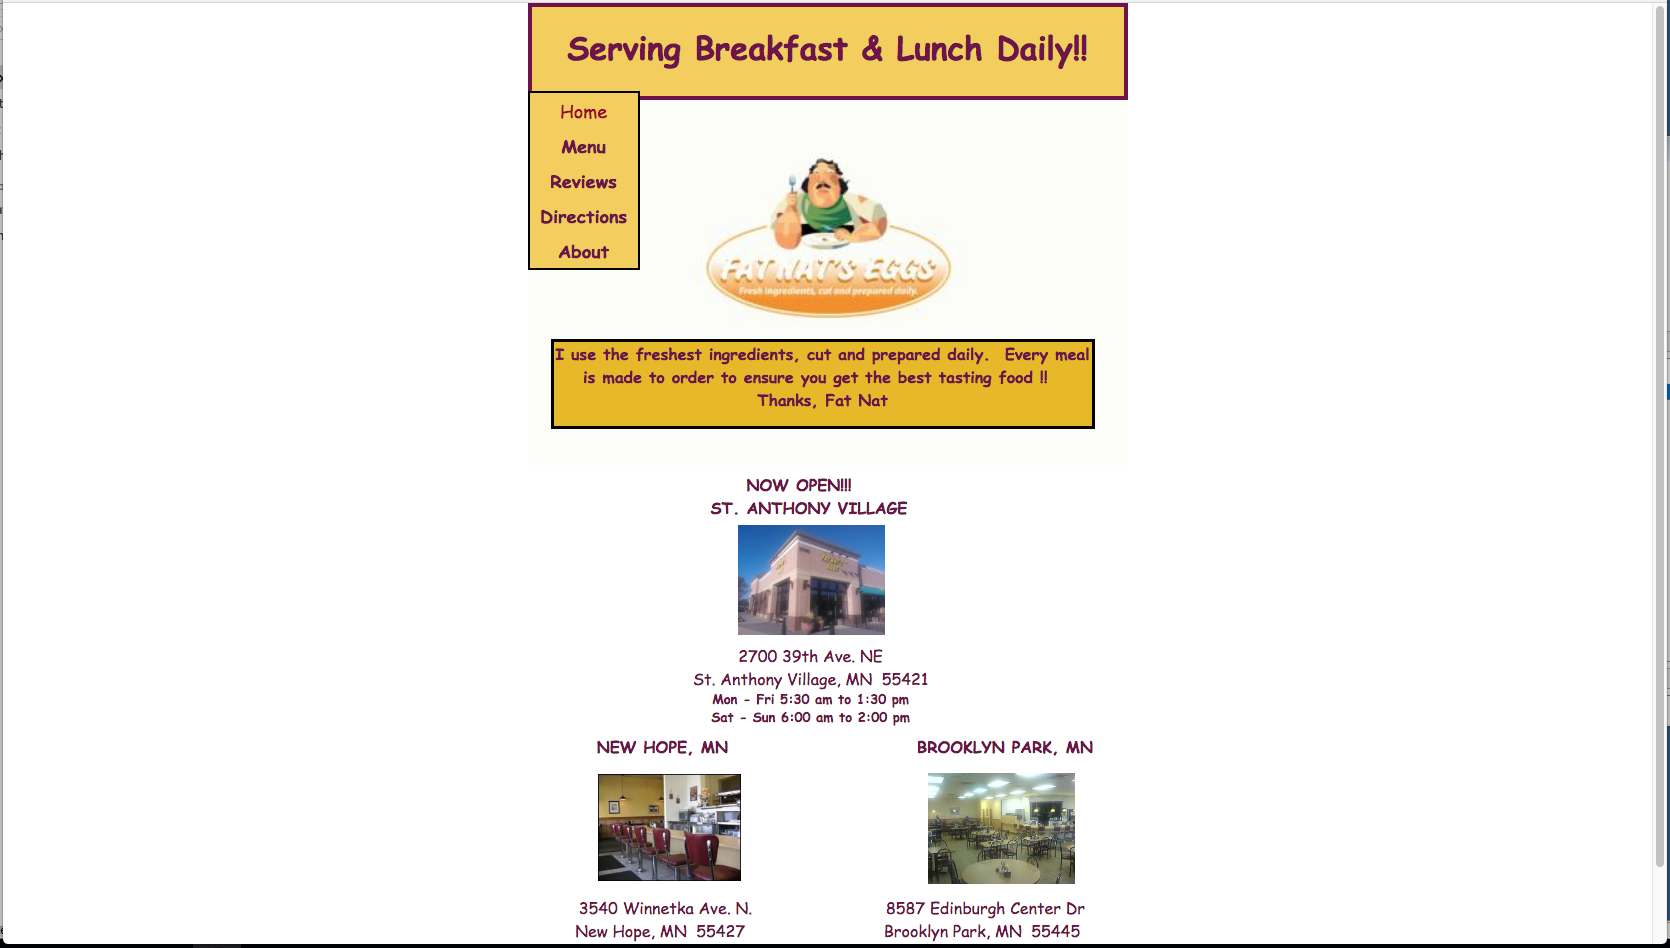 Serving Breakfast & Lunch Daily!!
Home
Menu
Reviews
Directions
About
FAT NAT'S EGGS
Fresh ingredients, cut and prepared daily.
I use the freshest ingredients, cut and prepared daily.  Every meal
is made to order to ensure you get the best tasting food !!
Thanks, Fat Nat
NOW OPEN!!!
ST. ANTHONY VILLAGE
2700 39th Ave. NE
St. Anthony Village, MN  55421
Mon - Fri 5:30 am to 1:30 pm
Sat - Sun 6:00 am to 2:00 pm
NEW HOPE, MN
BROOKLYN PARK, MN
3540 Winnetka Ave. N.
New Hope, MN  55427
8587 Edinburgh Center Dr
Brooklyn Park, MN  55445